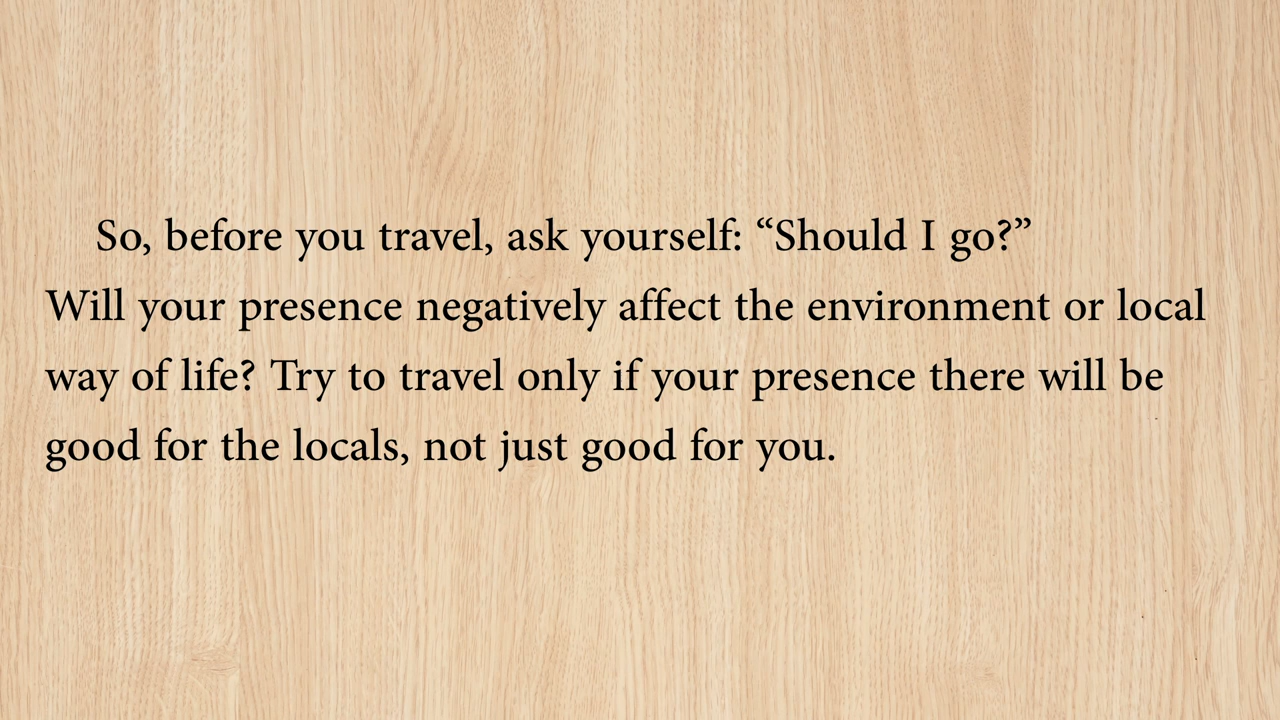 So, before you travel, ask yourself: “Should I go?”
Will your presence negatively affect the environment or local
way of life? Try to travel only if your presence there will be
good for the locals, not just good for you.